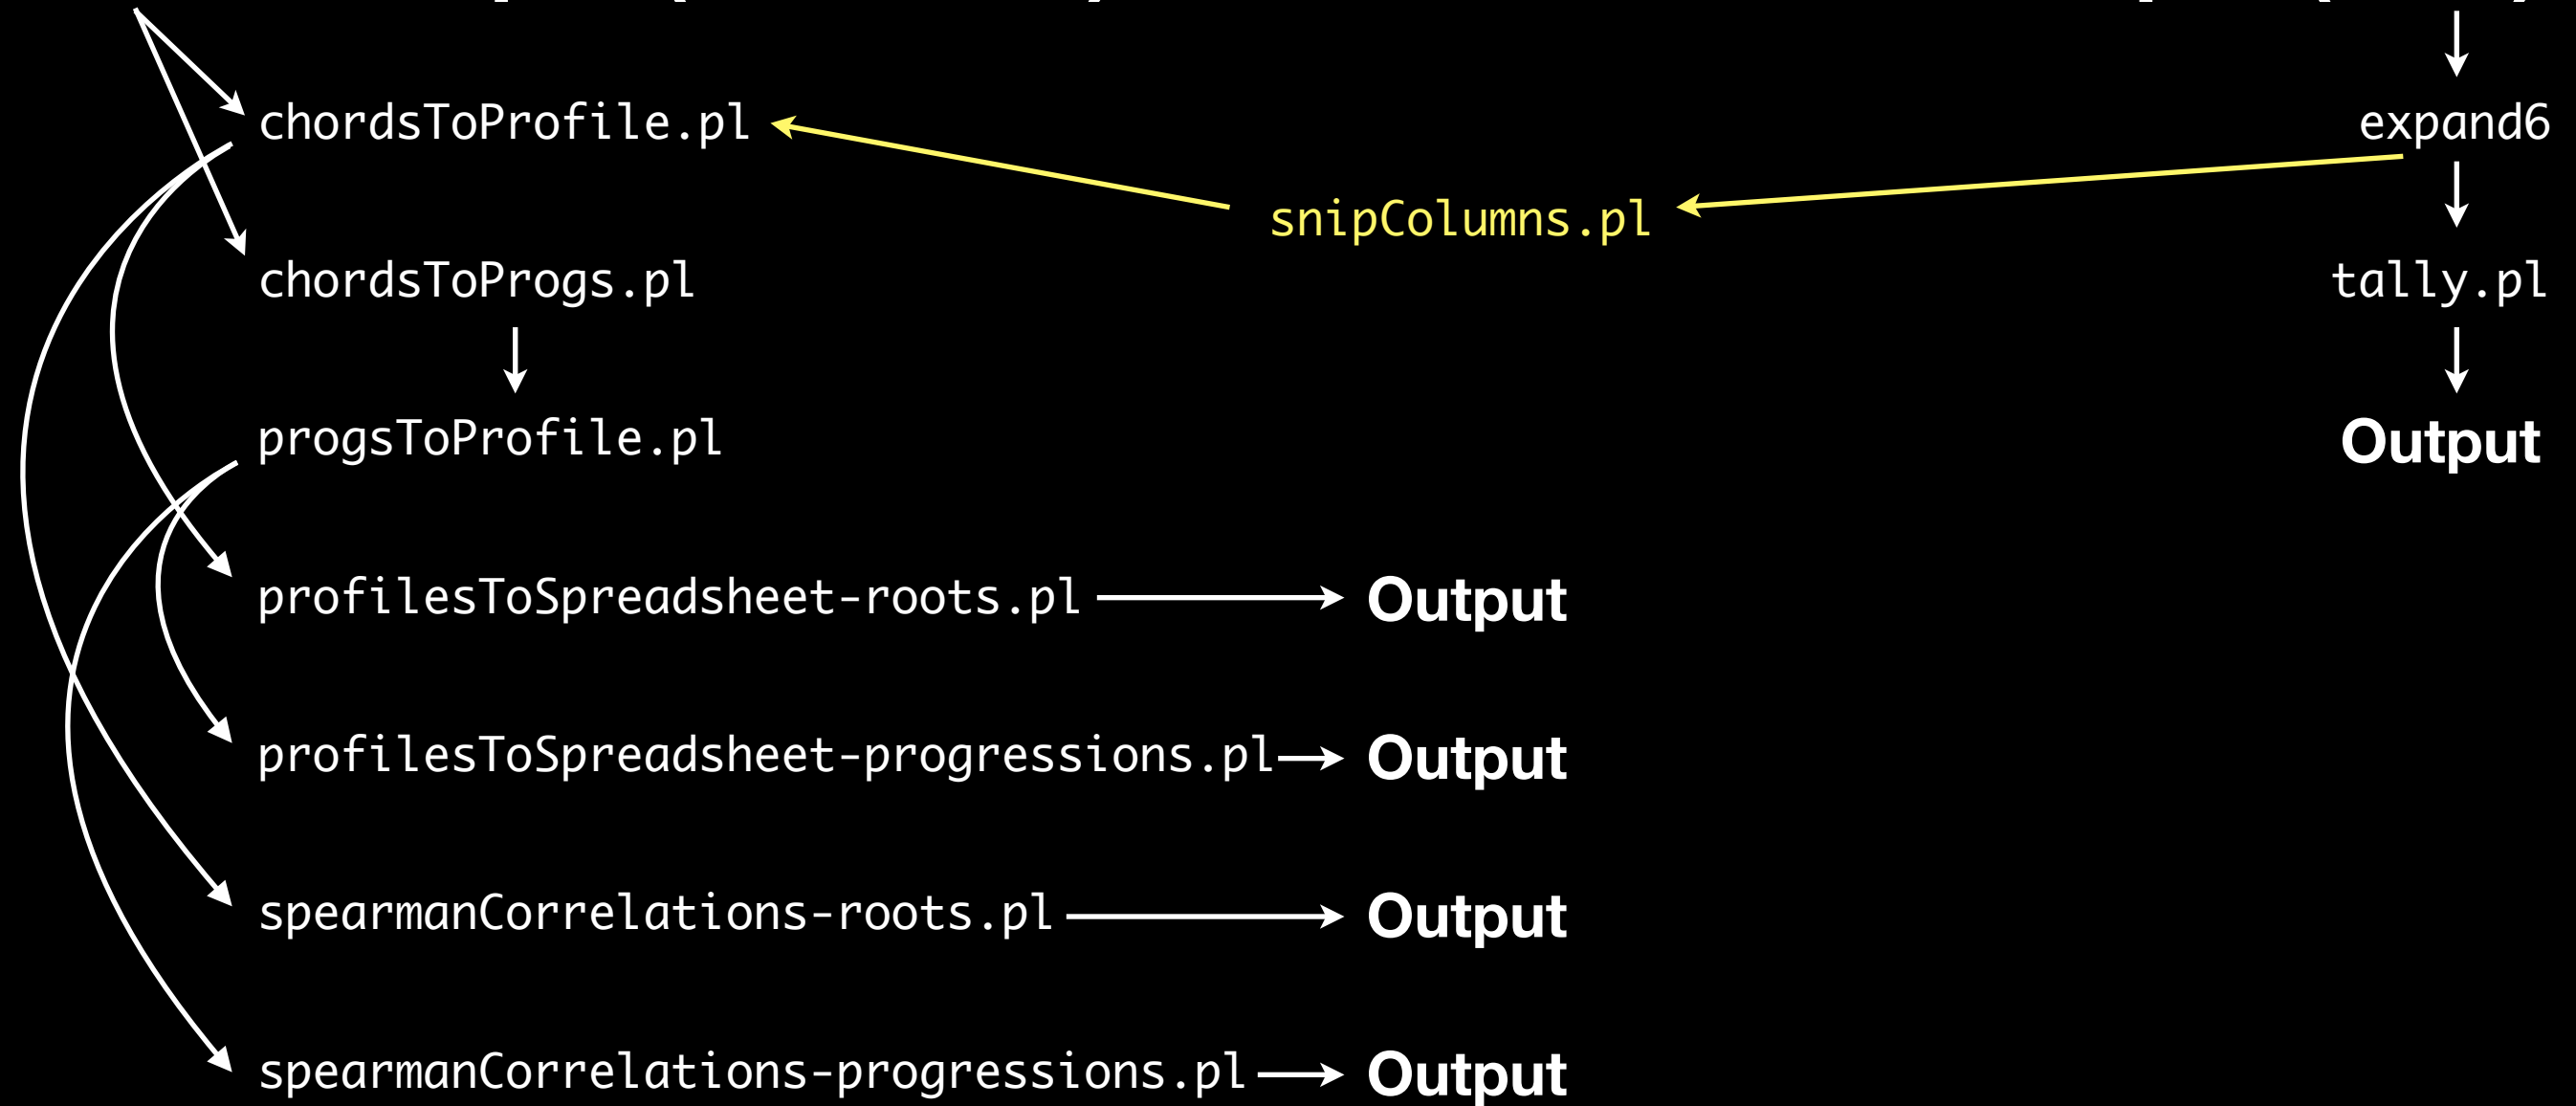 chordsToProfile.pl
expand6
snipColumns.pl
chordsToProgs.pl
tally.pl
progsToProfile.pl
Output
profilesToSpreadsheet-roots.pl Output
profilesToSpreadsheet-progressions.pl Output
spearmanCorrelations-roots.pl Output
spearmanCorrelations-progressions.pl Output